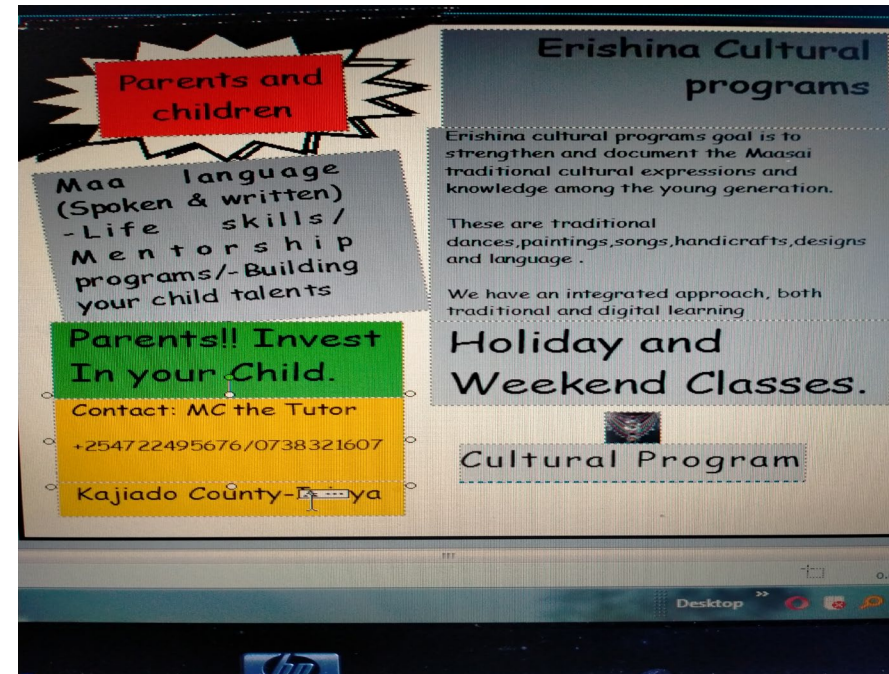 Parents and
children
Maa language
(Spoken & written)
-Life skills/
Mentorship
programs/-Building
your child talents
Parents!! Invest
In your Child.
Contact: MC the Tutor
+254722495676/0738321607
Kajiado County-
Erishina Cultural
programs
Erishina cultural programs goal is to
strengthen and document the Maasai
traditional cultural expressions and
knowledge among the young generation.
These are traditional
dances,paintings,songs,handicrafts,designs
and language .
We have an integrated approach, both
traditional and digital learning
Holiday and
Weekend Classes.
Cultural Program
Desktop
hp